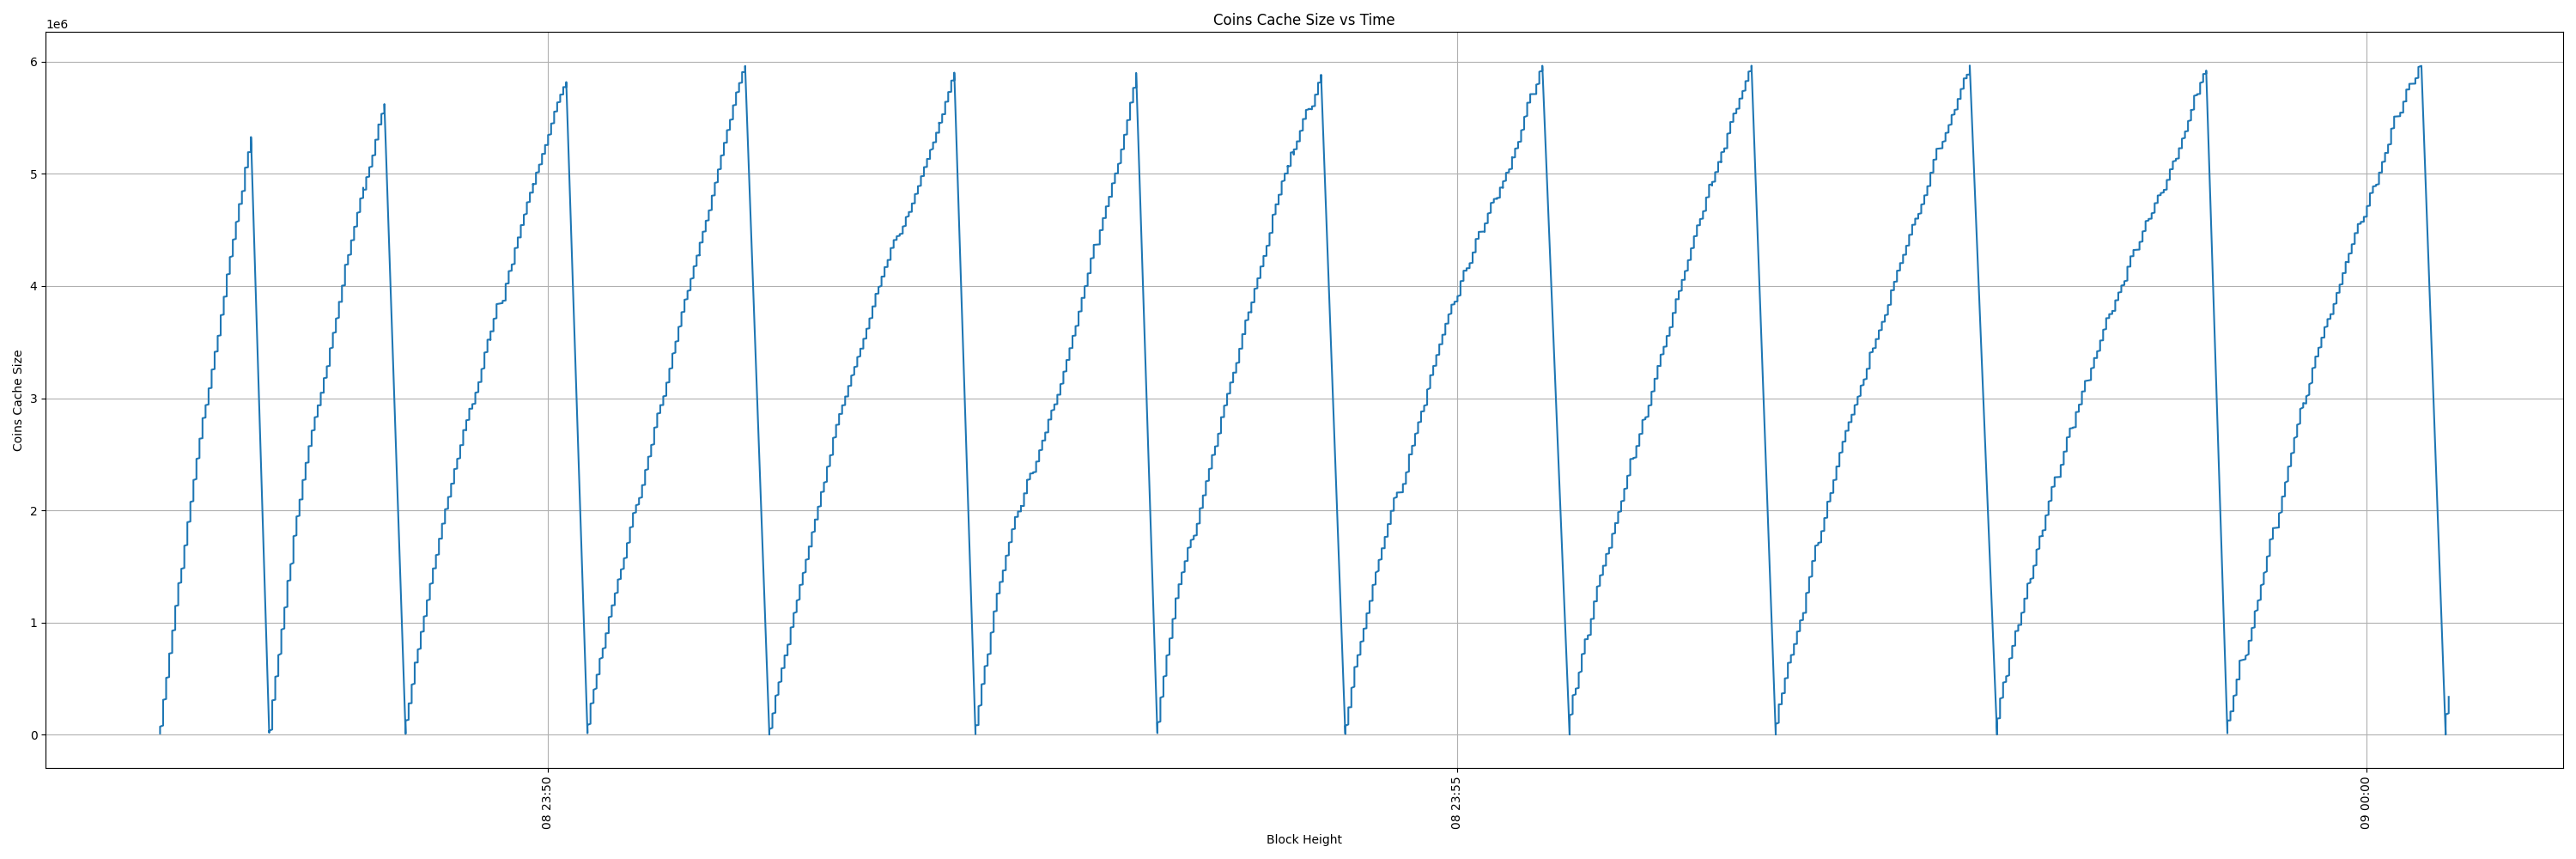 Coins Cache Size vs Time
1e6
6
5
4
3
2
1
0
Coins Cache Size
08 23:50
08 23:55
09 00:00
Block Height